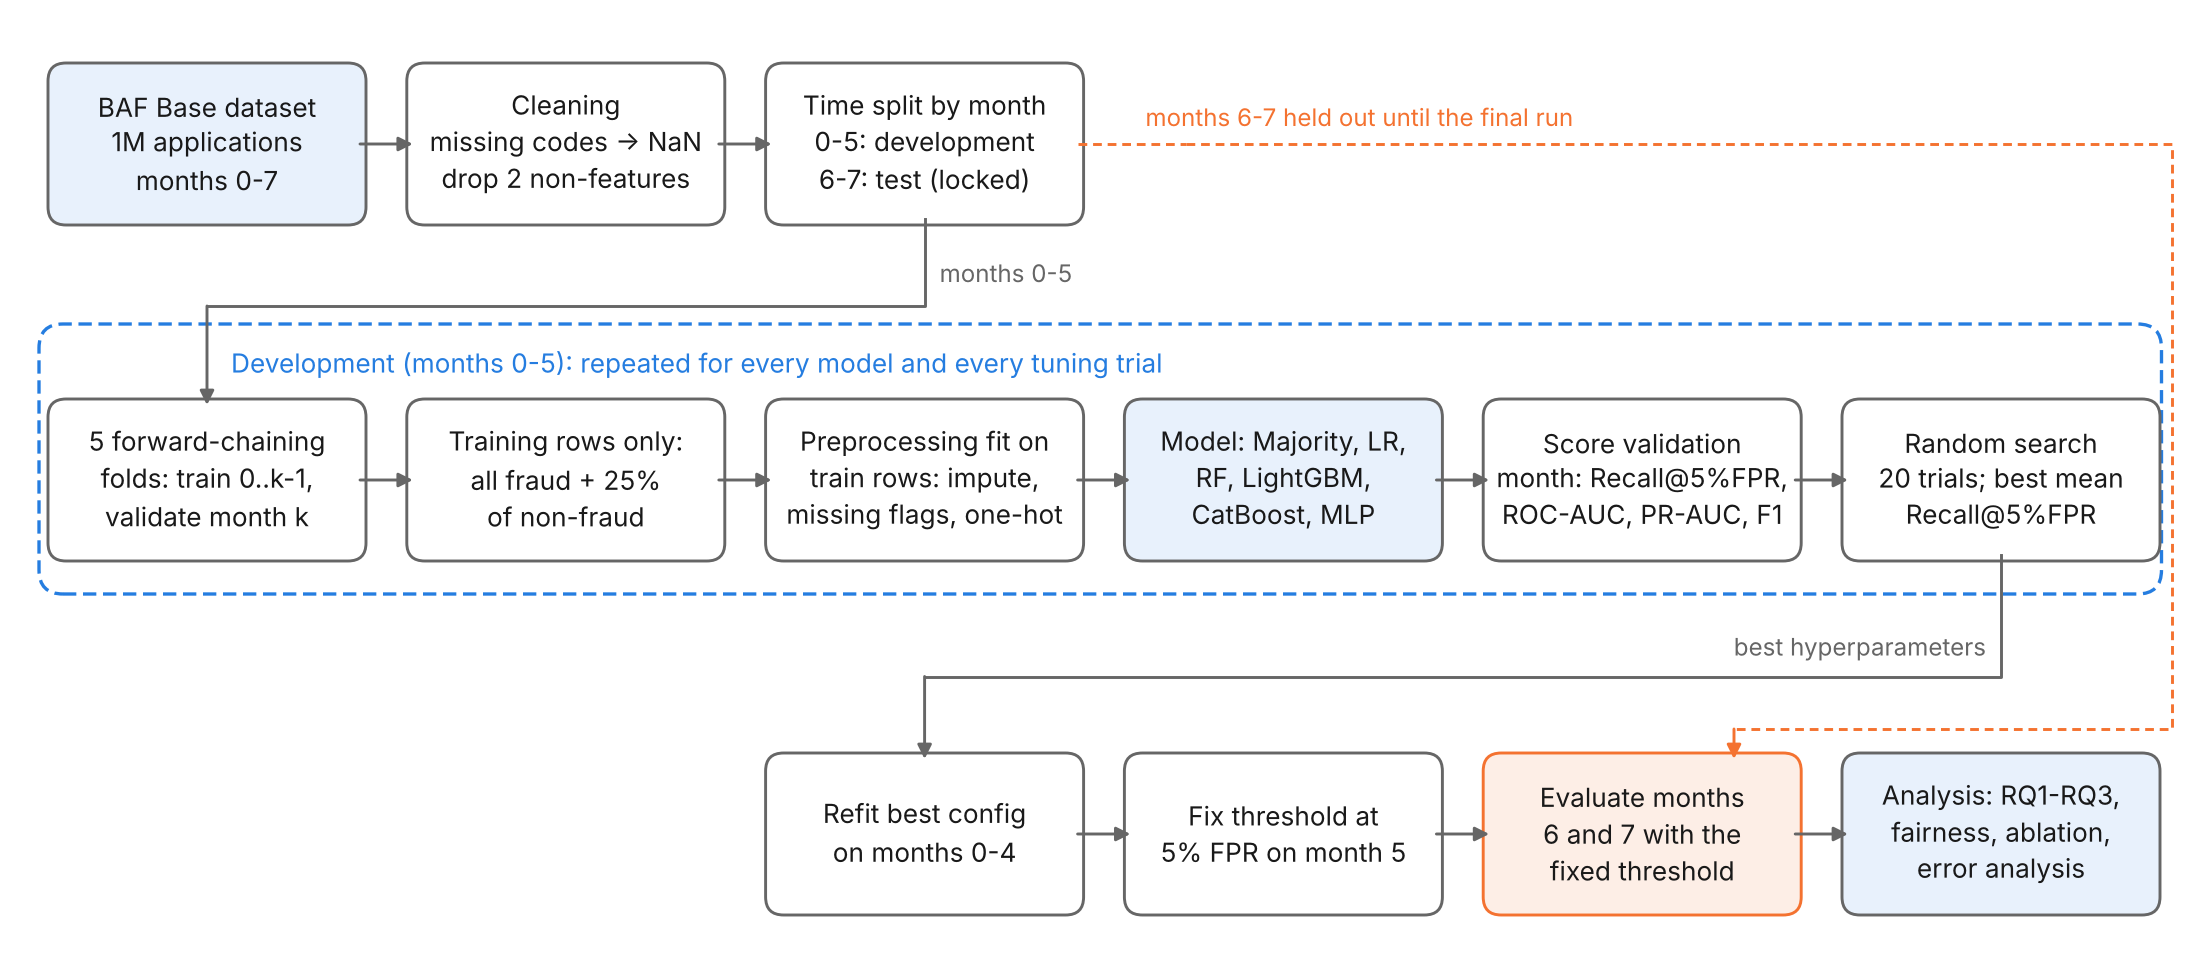 BAF Base dataset
1M applications
months 0-7
Cleaning
missing codes → NaN
drop 2 non-features
Time split by month
0-5: development
6-7: test (locked)
months 6-7 held out until the final run
months 0-5
Development (months 0-5): repeated for every model and every tuning trial
5 forward-chaining
folds: train 0..k-1,
validate month k
Training rows only:
all fraud + 25%
of non-fraud
Preprocessing fit on
train rows: impute,
missing flags, one-hot
Model: Majority, LR,
RF, LightGBM,
CatBoost, MLP
Score validation
month: Recall@5%FPR,
ROC-AUC, PR-AUC, F1
Random search
20 trials; best mean
Recall@5%FPR
best hyperparameters
Refit best config
on months 0-4
Fix threshold at
5% FPR on month 5
Evaluate months
6 and 7 with the
fixed threshold
Analysis: RQ1-RQ3,
fairness, ablation,
error analysis